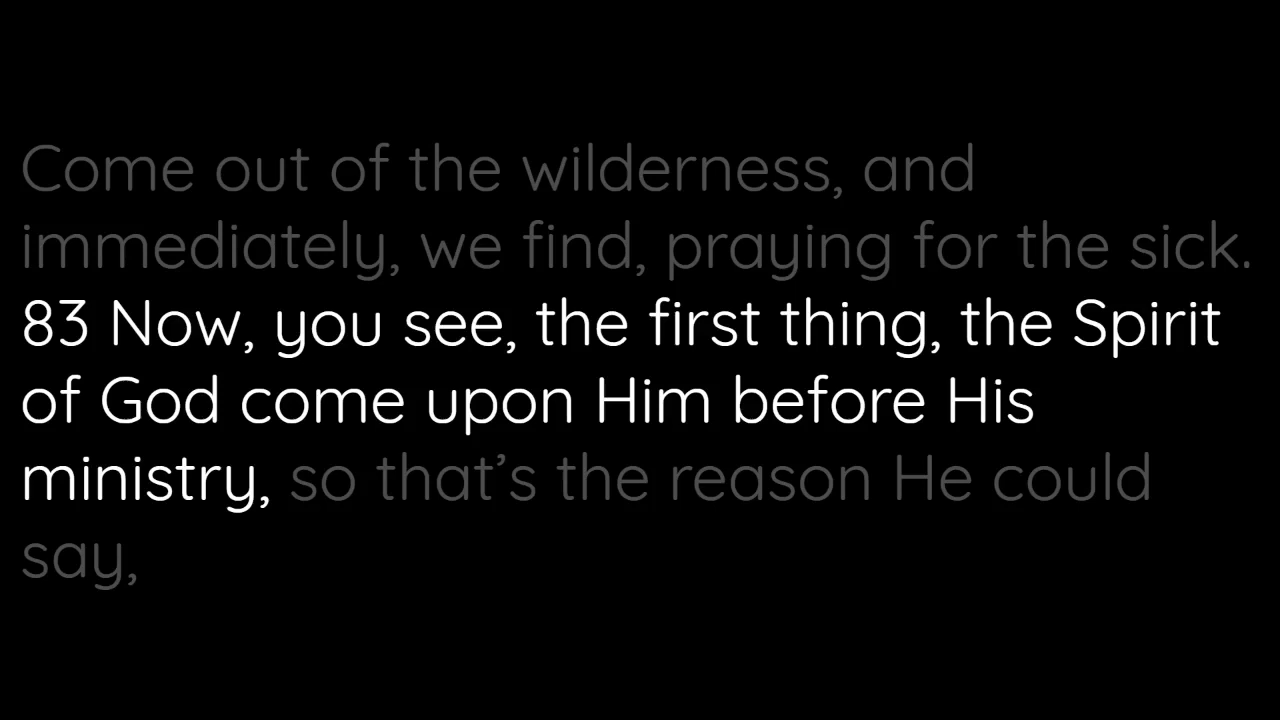 Come out of the wilderness, and
immediately, we find, praying for the sick.
83 Now, you see, the first thing, the Spirit
of God come upon Him before His
ministry, so that’s the reason He could
say,